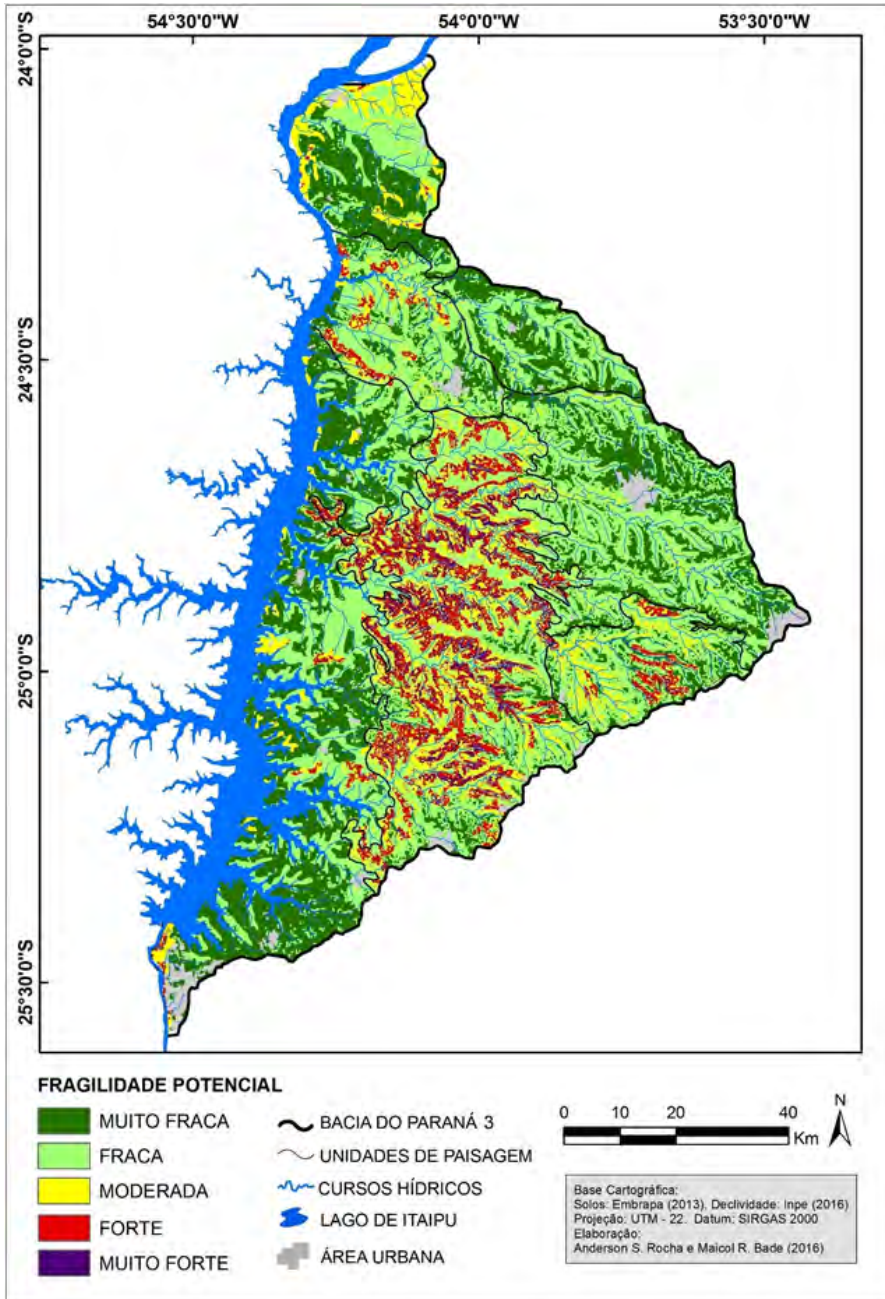 54°30'0"W 54°0'0"W 53°30'0"W
24°0'0"S
24°30'0"S
25°0'0"S
25°30'0"S
FRAGILIDADE POTENCIAL
MUITO FRACA
FRACA
MODERADA
FORTE
MUITO FORTE
BACIA DO PARANÁ 3
UNIDADES DE PAISAGEM
CURSOS HÍDRICOS
LAGO DE ITAIPU
ÁREA URBANA
0 10 20 40
Km
N
Base Cartográfica:
Solos: Embrapa (2013), Declividade: Inpe (2016)
Projeção: UTM - 22. Datum: SIRGAS 2000
Elaboração:
Anderson S. Rocha e Maicol R. Bade (2016)